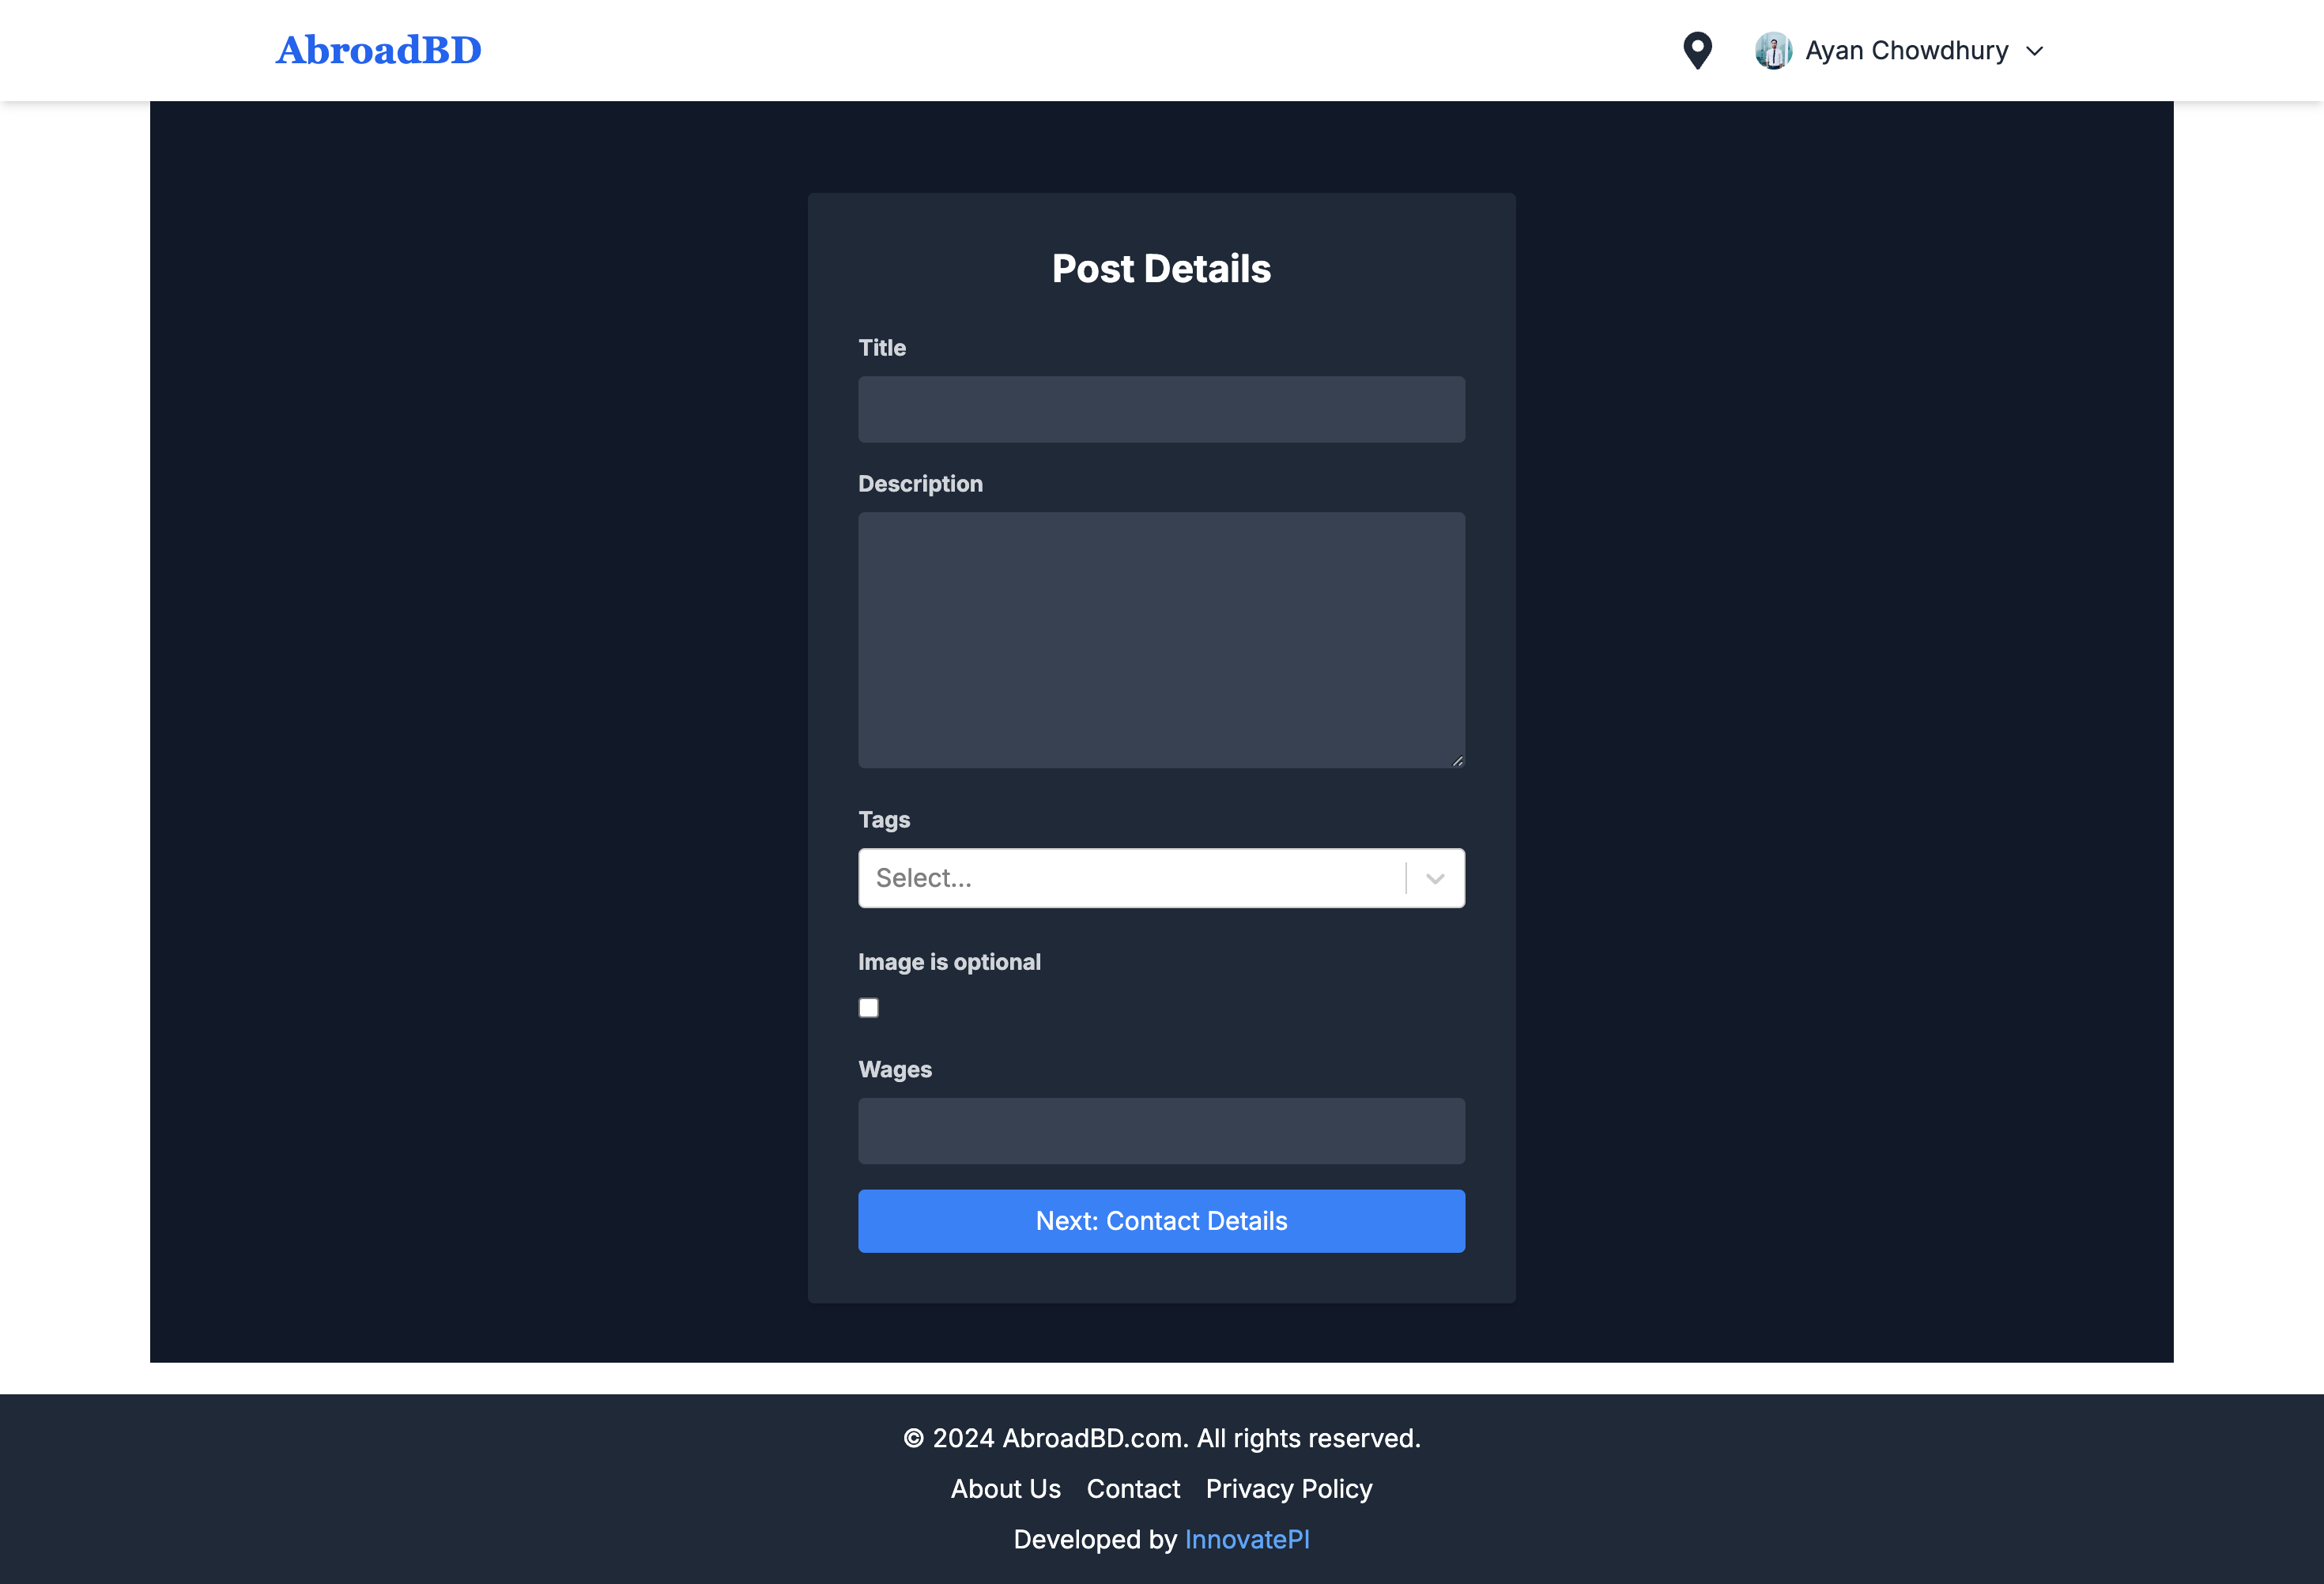 AbroadBD
Ayan Chowdhury
Post Details
Title
Description
Tags
Select...
Image is optional
Wages
Next: Contact Details
© 2024 AbroadBD.com. All rights reserved.
About Us Contact Privacy Policy
Developed by InnovatePI